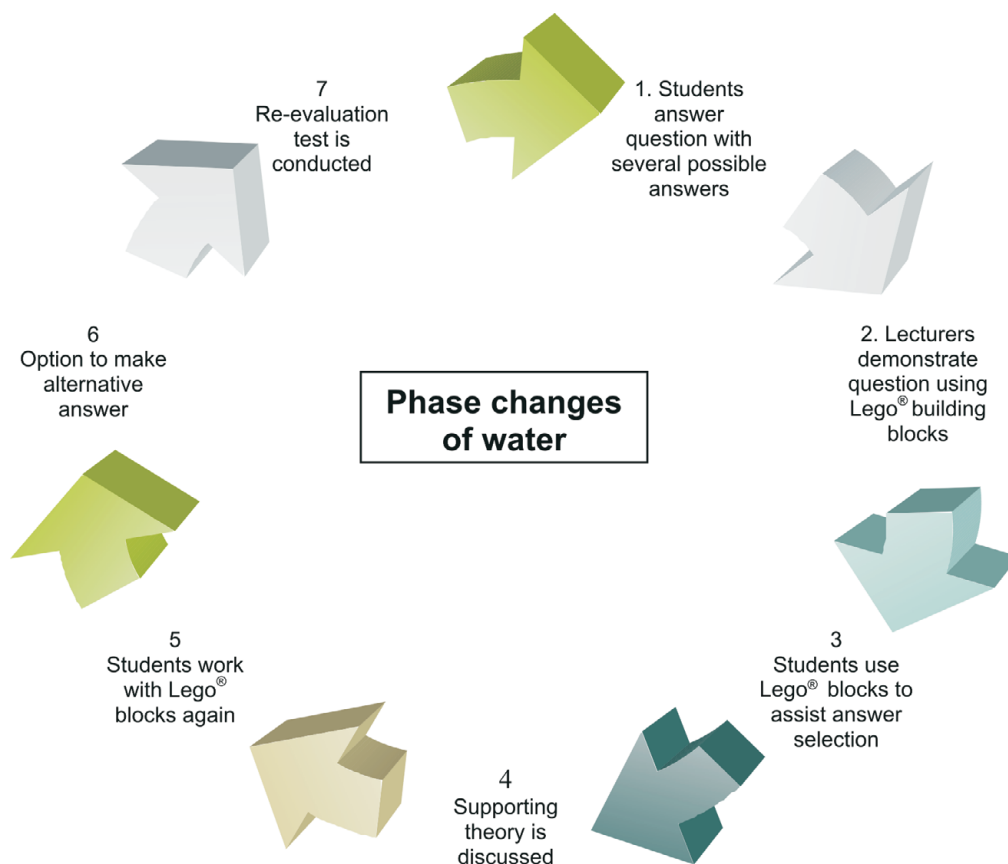 1. Students
answer
question with
several possible
answers
2. Lecturers
demonstrate
question using
Lego® building
blocks
3
Students use
Lego® blocks to
assist answer
selection
4
Supporting
theory is
discussed
5
Students work
with Lego®
blocks again
6
Option to make
alternative
answer
7
Re-evaluation
test is
conducted
Phase changes
of water